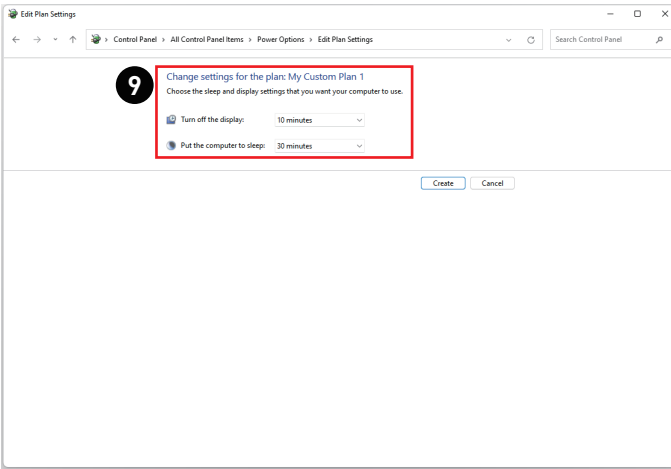 Edit Plan Settings
Control Panel > All Control Panel Items > Power Options > Edit Plan Settings
Search Control Panel
9
Change settings for the plan: My Custom Plan 1
Choose the sleep and display settings that you want your computer to use.
Turn off the display: 10 minutes
Put the computer to sleep: 30 minutes
Create Cancel